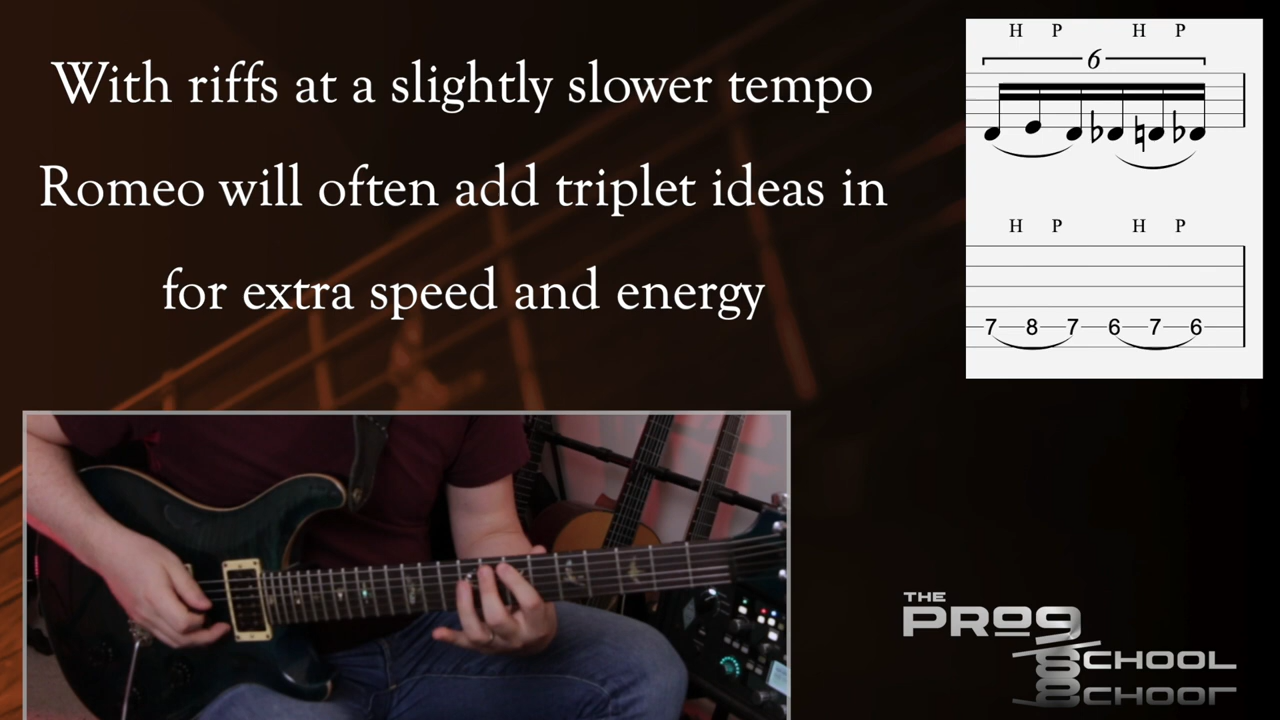 With riffs at a slightly slower tempo
Romeo will often add triplet ideas in
for extra speed and energy
H P H P
6
H P H P
7 8 7 6 7 6
THE
PROG
SCHOOL